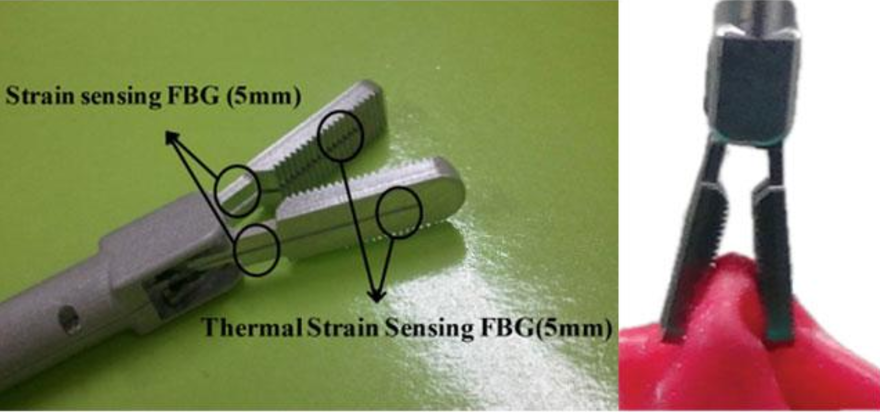 Strain sensing FBG (5mm)
Thermal Strain Sensing FBG(5mm)